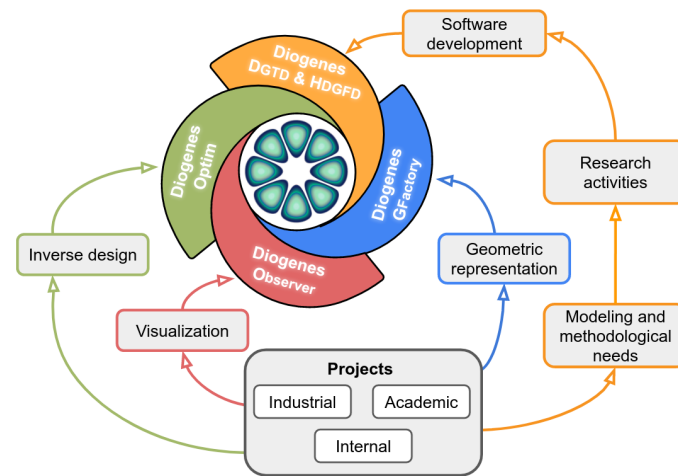 Software
development
Diogenes
DGTD & HDGFD
Diogenes
Optim
Diogenes
GFactory
Diogenes
Observer
Research
activities
Inverse design
Geometric
representation
Visualization
Modeling and
methodological
needs
Projects
Industrial
Academic
Internal